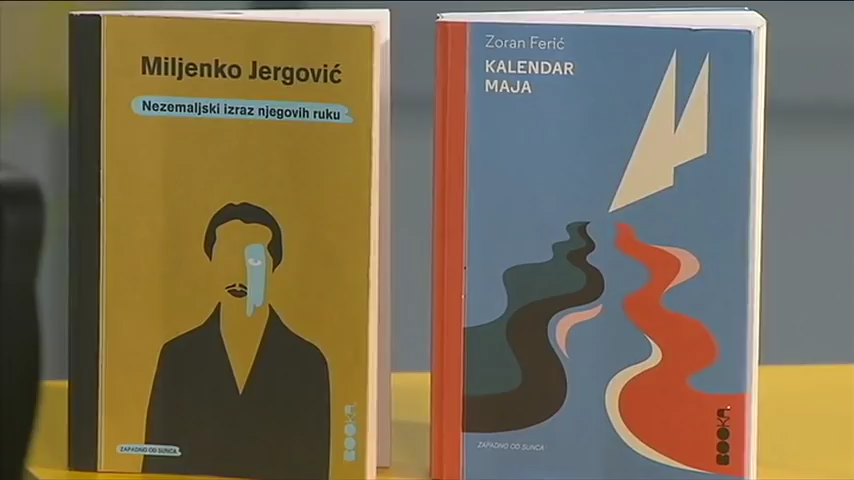 Miljenko Jergović
Nezemaljski izraz njegovih ruku
ZAPADNO OD SUNCA
BOOKA.
Zoran Ferić
KALENDAR
MAJA
ZAPADNO OD SUNCA
BOOKA.